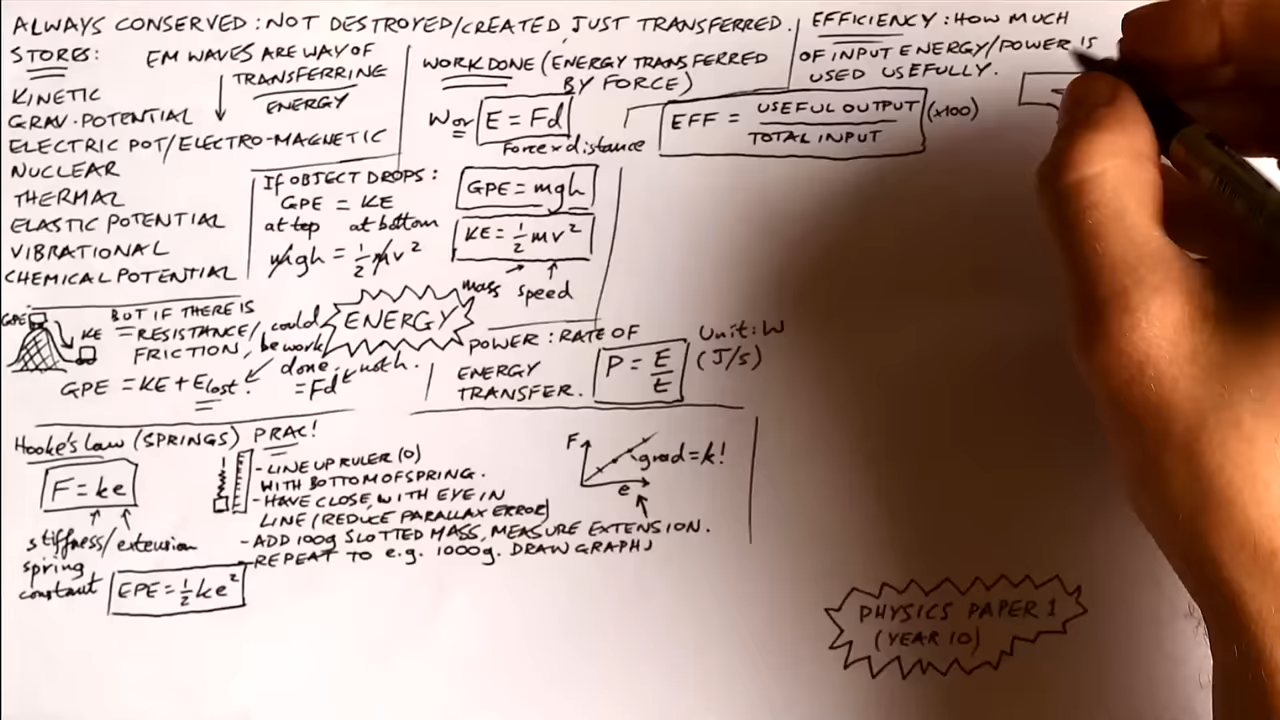 ALWAYS CONSERVED : NOT DESTROYED/CREATED, JUST TRANSFERRED.
STORES:
KINETIC
GRAV. POTENTIAL
ELECTRIC POT/ELECTRO-MAGNETIC
NUCLEAR
THERMAL
ELASTIC POTENTIAL
VIBRATIONAL
CHEMICAL POTENTIAL
EM WAVES ARE WAY OF
TRANSFERRING
ENERGY
WORK DONE (ENERGY TRANSFERRED
BY FORCE)
W or E = Fd
Force x distance
EFFICIENCY : HOW MUCH
OF INPUT ENERGY/POWER IS
USED USEFULLY.
EFF = USEFUL OUTPUT (x100)
TOTAL INPUT
If OBJECT DROPS :
GPE = KE
at top at bottom
mgh = ½mv²
GPE = mgh
KE = ½mv²
mass speed
GPE
KE
BUT IF THERE IS
RESISTANCE/
FRICTION,
GPE = KE + E lost.
could
be work
done
= Fd
ENERGY
POWER : RATE OF
ENERGY
TRANSFER.
P = E/t
Unit: W
(J/s)
Hooke's Law (SPRINGS) PRAC!
F = ke
stiffness/ extension
spring
constant
EPE = ½ke²
- LINE UP RULER (0)
WITH BOTTOM OF SPRING.
- HAVE CLOSE, WITH EYE IN
LINE (REDUCE PARALLAX ERROR)
- ADD 100g SLOTTED MASS, MEASURE EXTENSION.
- REPEAT TO e.g. 1000g. DRAW GRAPH
F
e
grad = k!
PHYSICS PAPER 1
(YEAR 10)